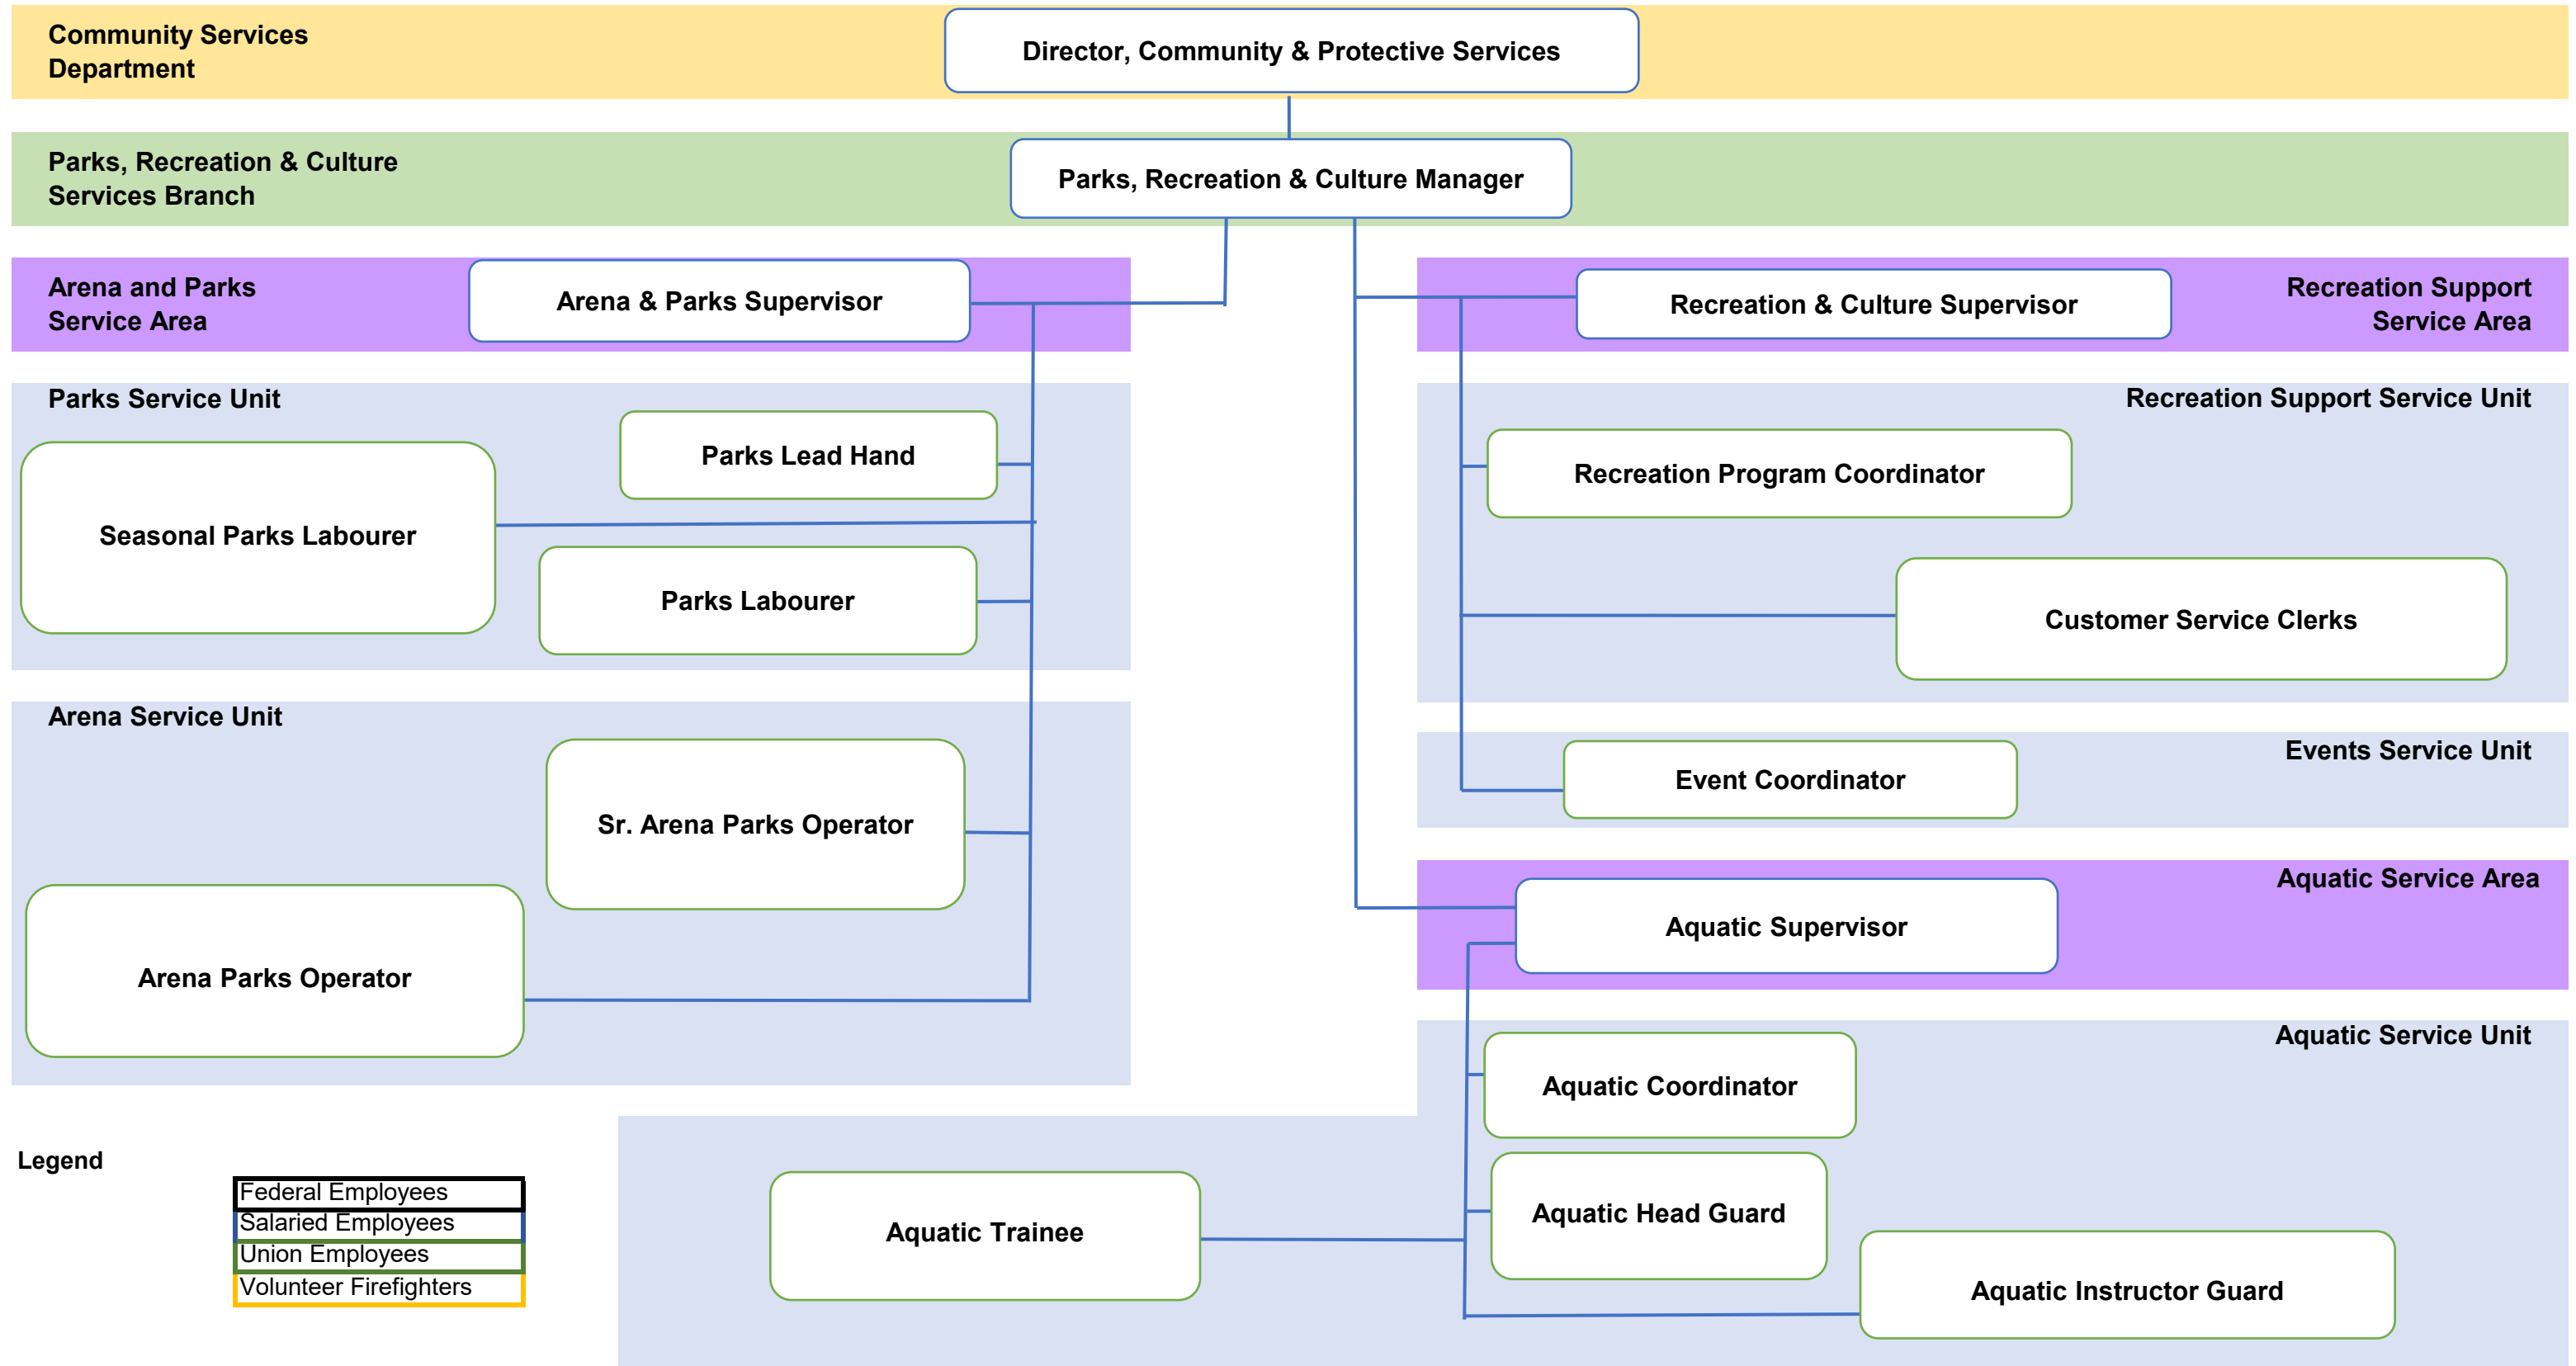 Community Services
Department
Director, Community & Protective Services
Parks, Recreation & Culture
Services Branch
Parks, Recreation & Culture Manager
Arena and Parks
Service Area
Arena & Parks Supervisor
Recreation & Culture Supervisor
Recreation Support
Service Area
Parks Service Unit
Parks Lead Hand
Seasonal Parks Labourer
Parks Labourer
Recreation Support Service Unit
Recreation Program Coordinator
Customer Service Clerks
Arena Service Unit
Sr. Arena Parks Operator
Arena Parks Operator
Events Service Unit
Event Coordinator
Aquatic Service Area
Aquatic Supervisor
Aquatic Service Unit
Aquatic Coordinator
Aquatic Head Guard
Aquatic Trainee
Aquatic Instructor Guard
Legend
Federal Employees
Salaried Employees
Union Employees
Volunteer Firefighters